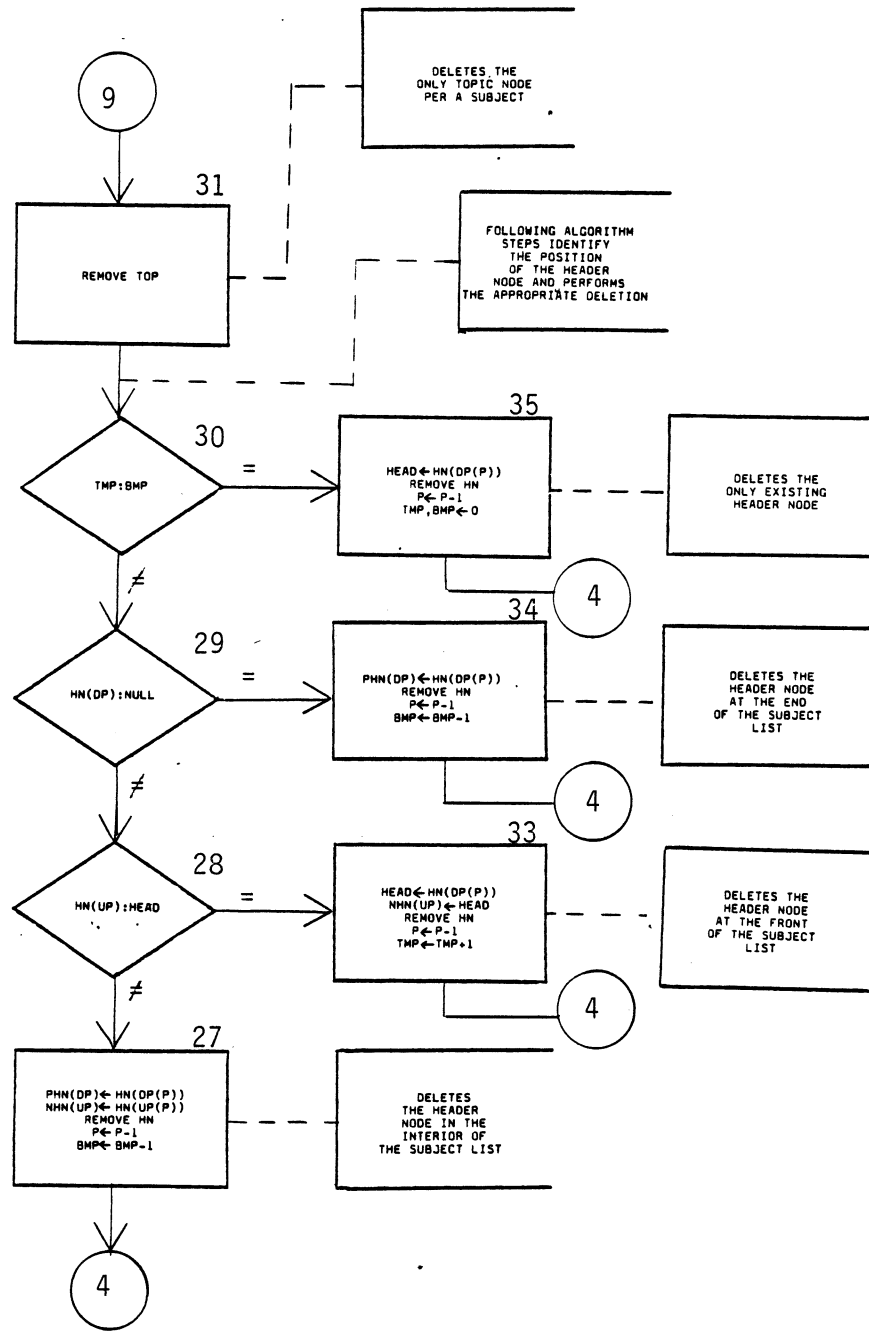 DELETES THE
ONLY TOPIC NODE
PER A SUBJECT
9
31
REMOVE TOP
FOLLOWING ALGORITHM
STEPS IDENTIFY
THE POSITION
OF THE HEADER
NODE AND PERFORMS
THE APPROPRIATE DELETION
30
TMP:BMP
=
≠
35
HEAD←HN(DP(P))
REMOVE HN
P←P-1
TMP,BMP←0
DELETES THE
ONLY EXISTING
HEADER NODE
4
29
HN(DP):NULL
=
≠
34
PHN(DP)←HN(DP(P))
REMOVE HN
P←P-1
BMP←BMP-1
DELETES THE
HEADER NODE
AT THE END
OF THE SUBJECT
LIST
4
28
HN(UP):HEAD
=
≠
33
HEAD←HN(DP(P))
NHN(UP)←HEAD
REMOVE HN
P←P-1
TMP←TMP+1
DELETES THE
HEADER NODE
AT THE FRONT
OF THE SUBJECT
LIST
4
27
PHN(DP)←HN(DP(P))
NHN(UP)←HN(UP(P))
REMOVE HN
P←P-1
BMP←BMP-1
DELETES
THE HEADER
NODE IN THE
INTERIOR OF
THE SUBJECT LIST
4